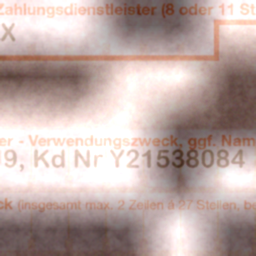 Zahlungsdienstleister (8 oder 11 St
X
er - Verwendungszweck, ggf. Nam
9, Kd Nr Y21538084
ck (insgesamt max. 2 Zeilen à 27 Stellen, be